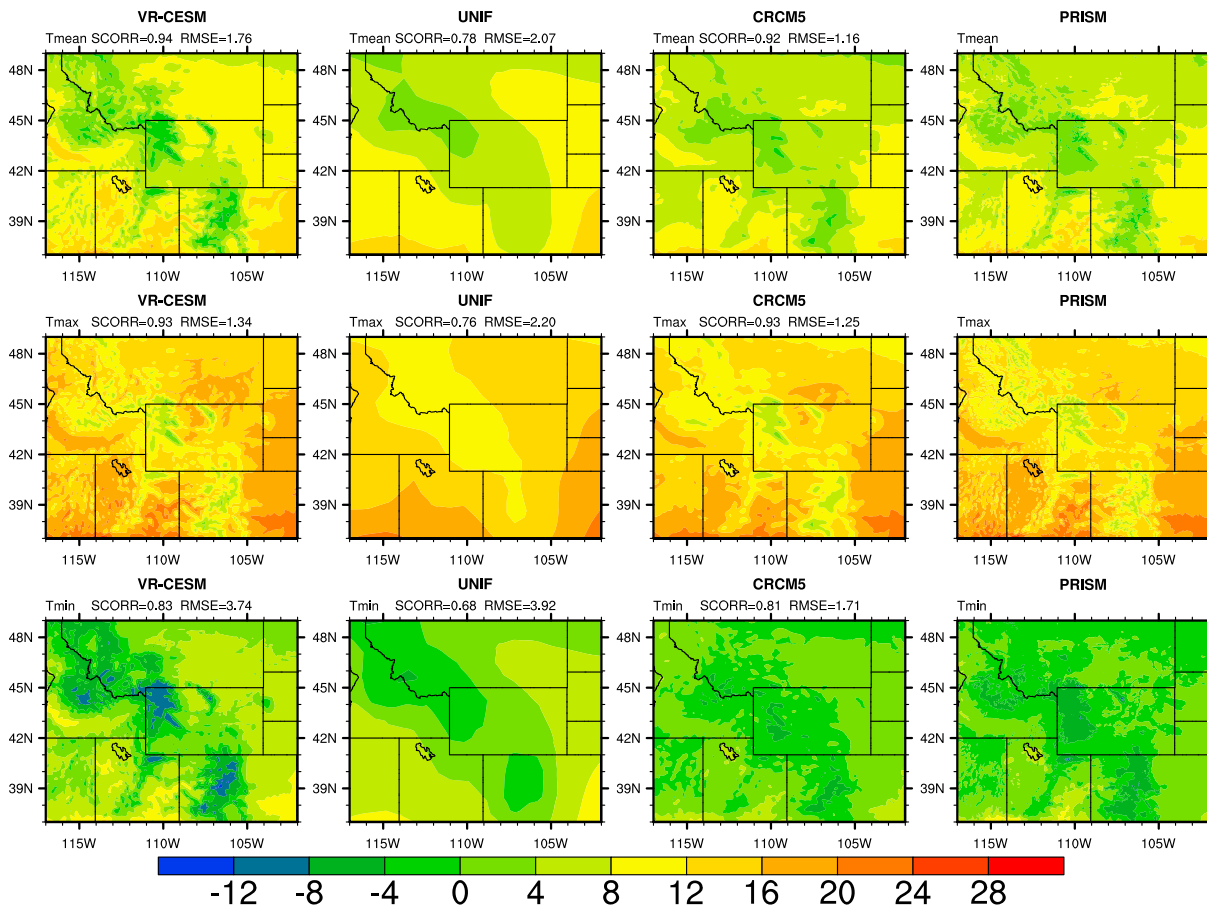 VR-CESM UNIF CRCM5 PRISM
Tmean SCORR=0.94 RMSE=1.76 Tmean SCORR=0.78 RMSE=2.07 Tmean SCORR=0.92 RMSE=1.16 Tmean
48N 48N 48N 48N
45N 45N 45N 45N
42N 42N 42N 42N
39N 39N 39N 39N
115W 110W 105W 115W 110W 105W 115W 110W 105W 115W 110W 105W
VR-CESM UNIF CRCM5 PRISM
Tmax SCORR=0.93 RMSE=1.34 Tmax SCORR=0.76 RMSE=2.20 Tmax SCORR=0.93 RMSE=1.25 Tmax
48N 48N 48N 48N
45N 45N 45N 45N
42N 42N 42N 42N
39N 39N 39N 39N
115W 110W 105W 115W 110W 105W 115W 110W 105W 115W 110W 105W
VR-CESM UNIF CRCM5 PRISM
Tmin SCORR=0.83 RMSE=3.74 Tmin SCORR=0.68 RMSE=3.92 Tmin SCORR=0.81 RMSE=1.71 Tmin
48N 48N 48N 48N
45N 45N 45N 45N
42N 42N 42N 42N
39N 39N 39N 39N
115W 110W 105W 115W 110W 105W 115W 110W 105W 115W 110W 105W
-12 -8 -4 0 4 8 12 16 20 24 28